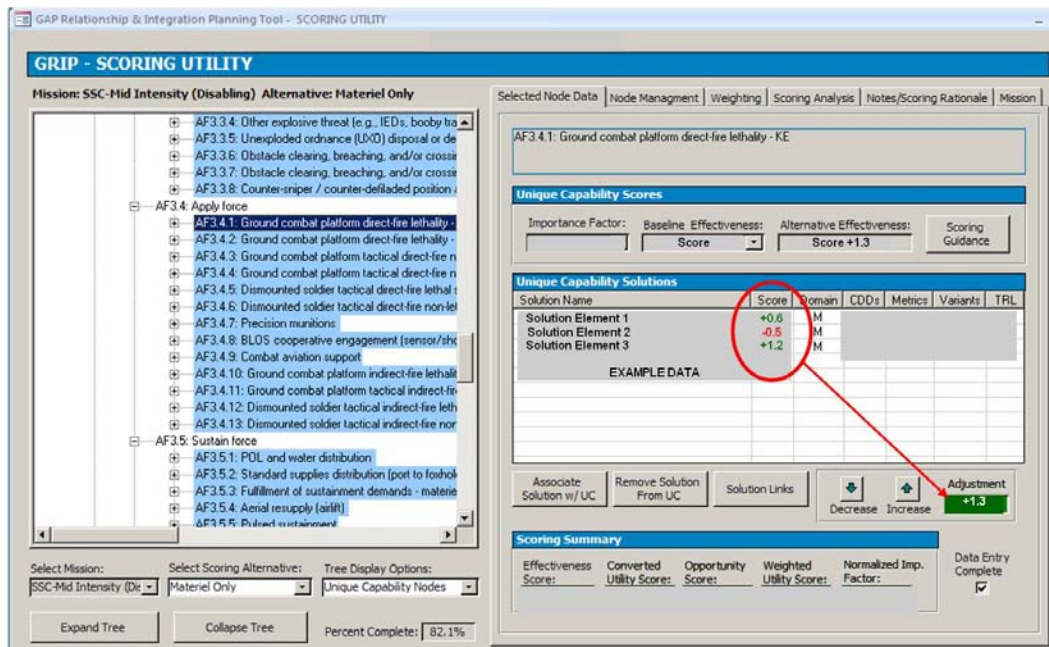 GAP Relationship & Integration Planning Tool - SCORING UTILITY
GRIP - SCORING UTILITY
Mission: SSC-Mid Intensity (Disabling) Alternative: Materiel Only
AF3.3.4: Other explosive threat (e.g., IEDs, booby tra
AF3.3.5: Unexploded ordnance (UXO) disposal or de
AF3.3.6: Obstacle clearing, breaching, and/or crossin
AF3.3.7: Obstacle clearing, breaching, and/or crossin
AF3.3.8: Counter-sniper / counter-defiladed position a
AF3.4: Apply force
AF3.4.1: Ground combat platform direct-fire lethality -
AF3.4.2: Ground combat platform direct-fire lethality -
AF3.4.3: Ground combat platform tactical direct-fire n
AF3.4.4: Ground combat platform tactical direct-fire n
AF3.4.5: Dismounted soldier tactical direct-fire lethal s
AF3.4.6: Dismounted soldier tactical direct-fire non-let
AF3.4.7: Precision munitions
AF3.4.8: BLOS cooperative engagement (sensor/sho
AF3.4.9: Combat aviation support
AF3.4.10: Ground combat platform indirect-fire lethalit
AF3.4.11: Ground combat platform tactical indirect-fir
AF3.4.12: Dismounted soldier tactical indirect-fire leth
AF3.4.13: Dismounted soldier tactical indirect-fire nor
AF3.5: Sustain force
AF3.5.1: POL and water distribution
AF3.5.2: Standard supplies distribution (port to foxhol
AF3.5.3: Fulfillment of sustainment demands - materie
AF3.5.4: Aerial resupply (airlift)
AF3.5.5: Pulsed sustainment
Select Mission: Select Scoring Alternative: Tree Display Options:
SSC-Mid Intensity (Di Materiel Only Unique Capability Nodes
Expand Tree Collapse Tree Percent Complete: 82.1%
Selected Node Data Node Managment Weighting Scoring Analysis Notes/Scoring Rationale Mission
AF3.4.1: Ground combat platform direct-fire lethality - KE
Unique Capability Scores
Importance Factor: Baseline Effectiveness: Alternative Effectiveness: Scoring Guidance
Score Score +1.3
Unique Capability Solutions
Solution Name Score Domain CDDs Metrics Variants TRL
Solution Element 1 +0.6 M
Solution Element 2 -0.5 M
Solution Element 3 +1.2 M
EXAMPLE DATA
Associate Solution w/ UC Remove Solution From UC Solution Links Decrease Increase Adjustment
+1.3
Scoring Summary
Effectiveness Score: Converted Utility Score: Opportunity Score: Weighted Utility Score: Normalized Imp. Factor: Data Entry Complete